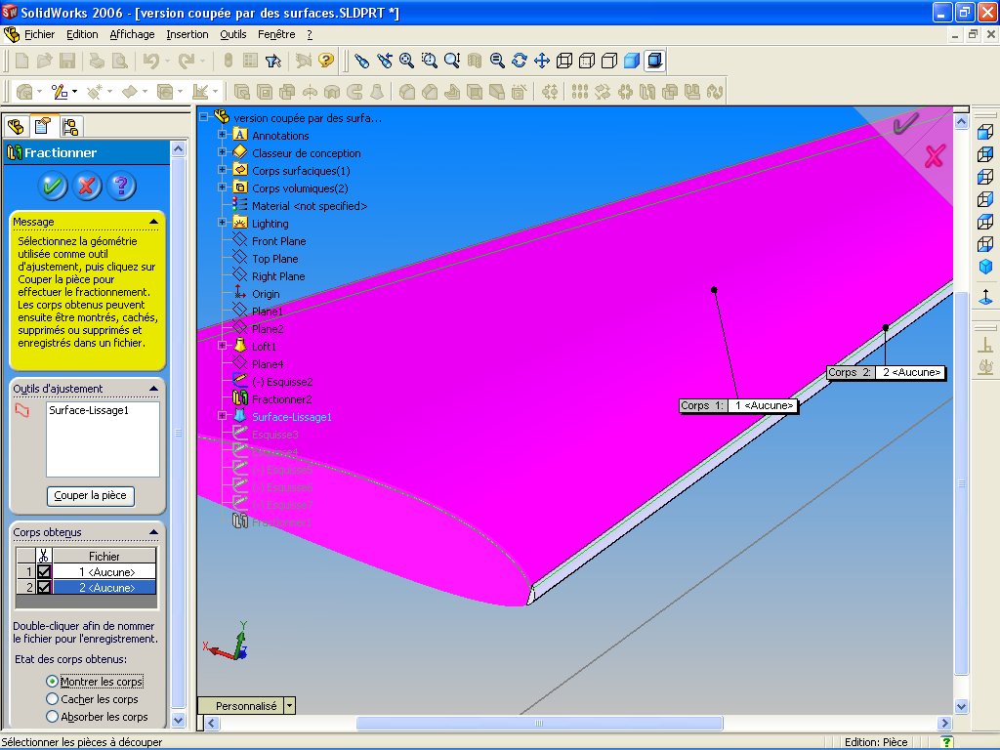 SolidWorks 2006 - [version coupée par des surfaces.SLDPRT *]
Fichier Edition Affichage Insertion Outils Fenêtre ?
Fractionner
Message
Sélectionnez la géométrie
utilisée comme outil
d'ajustement, puis cliquez sur
Couper la pièce pour
effectuer le fractionnement.
Les corps obtenus peuvent
ensuite être montrés, cachés,
supprimés ou supprimés et
enregistrés dans un fichier.
Outils d'ajustement
Surface-Lissage1
Couper la pièce
Corps obtenus
Fichier
1 1 <Aucune>
2 2 <Aucune>
Double-cliquer afin de nommer
le fichier pour l'enregistrement.
Etat des corps obtenus:
Montrer les corps
Cacher les corps
Absorber les corps
version coupée par des surfa...
Annotations
Classeur de conception
Corps surfaciques(1)
Corps volumiques(2)
Material <not specified>
Lighting
Front Plane
Top Plane
Right Plane
Origin
Plane1
Plane2
Loft1
Plane4
(-) Esquisse2
Fractionner2
Surface-Lissage1
Esquisse3
Corps 1: 1 <Aucune>
Corps 2: 2 <Aucune>
Y
X
Z
Personnalisé
Sélectionner les pièces à découper
Edition: Pièce
?